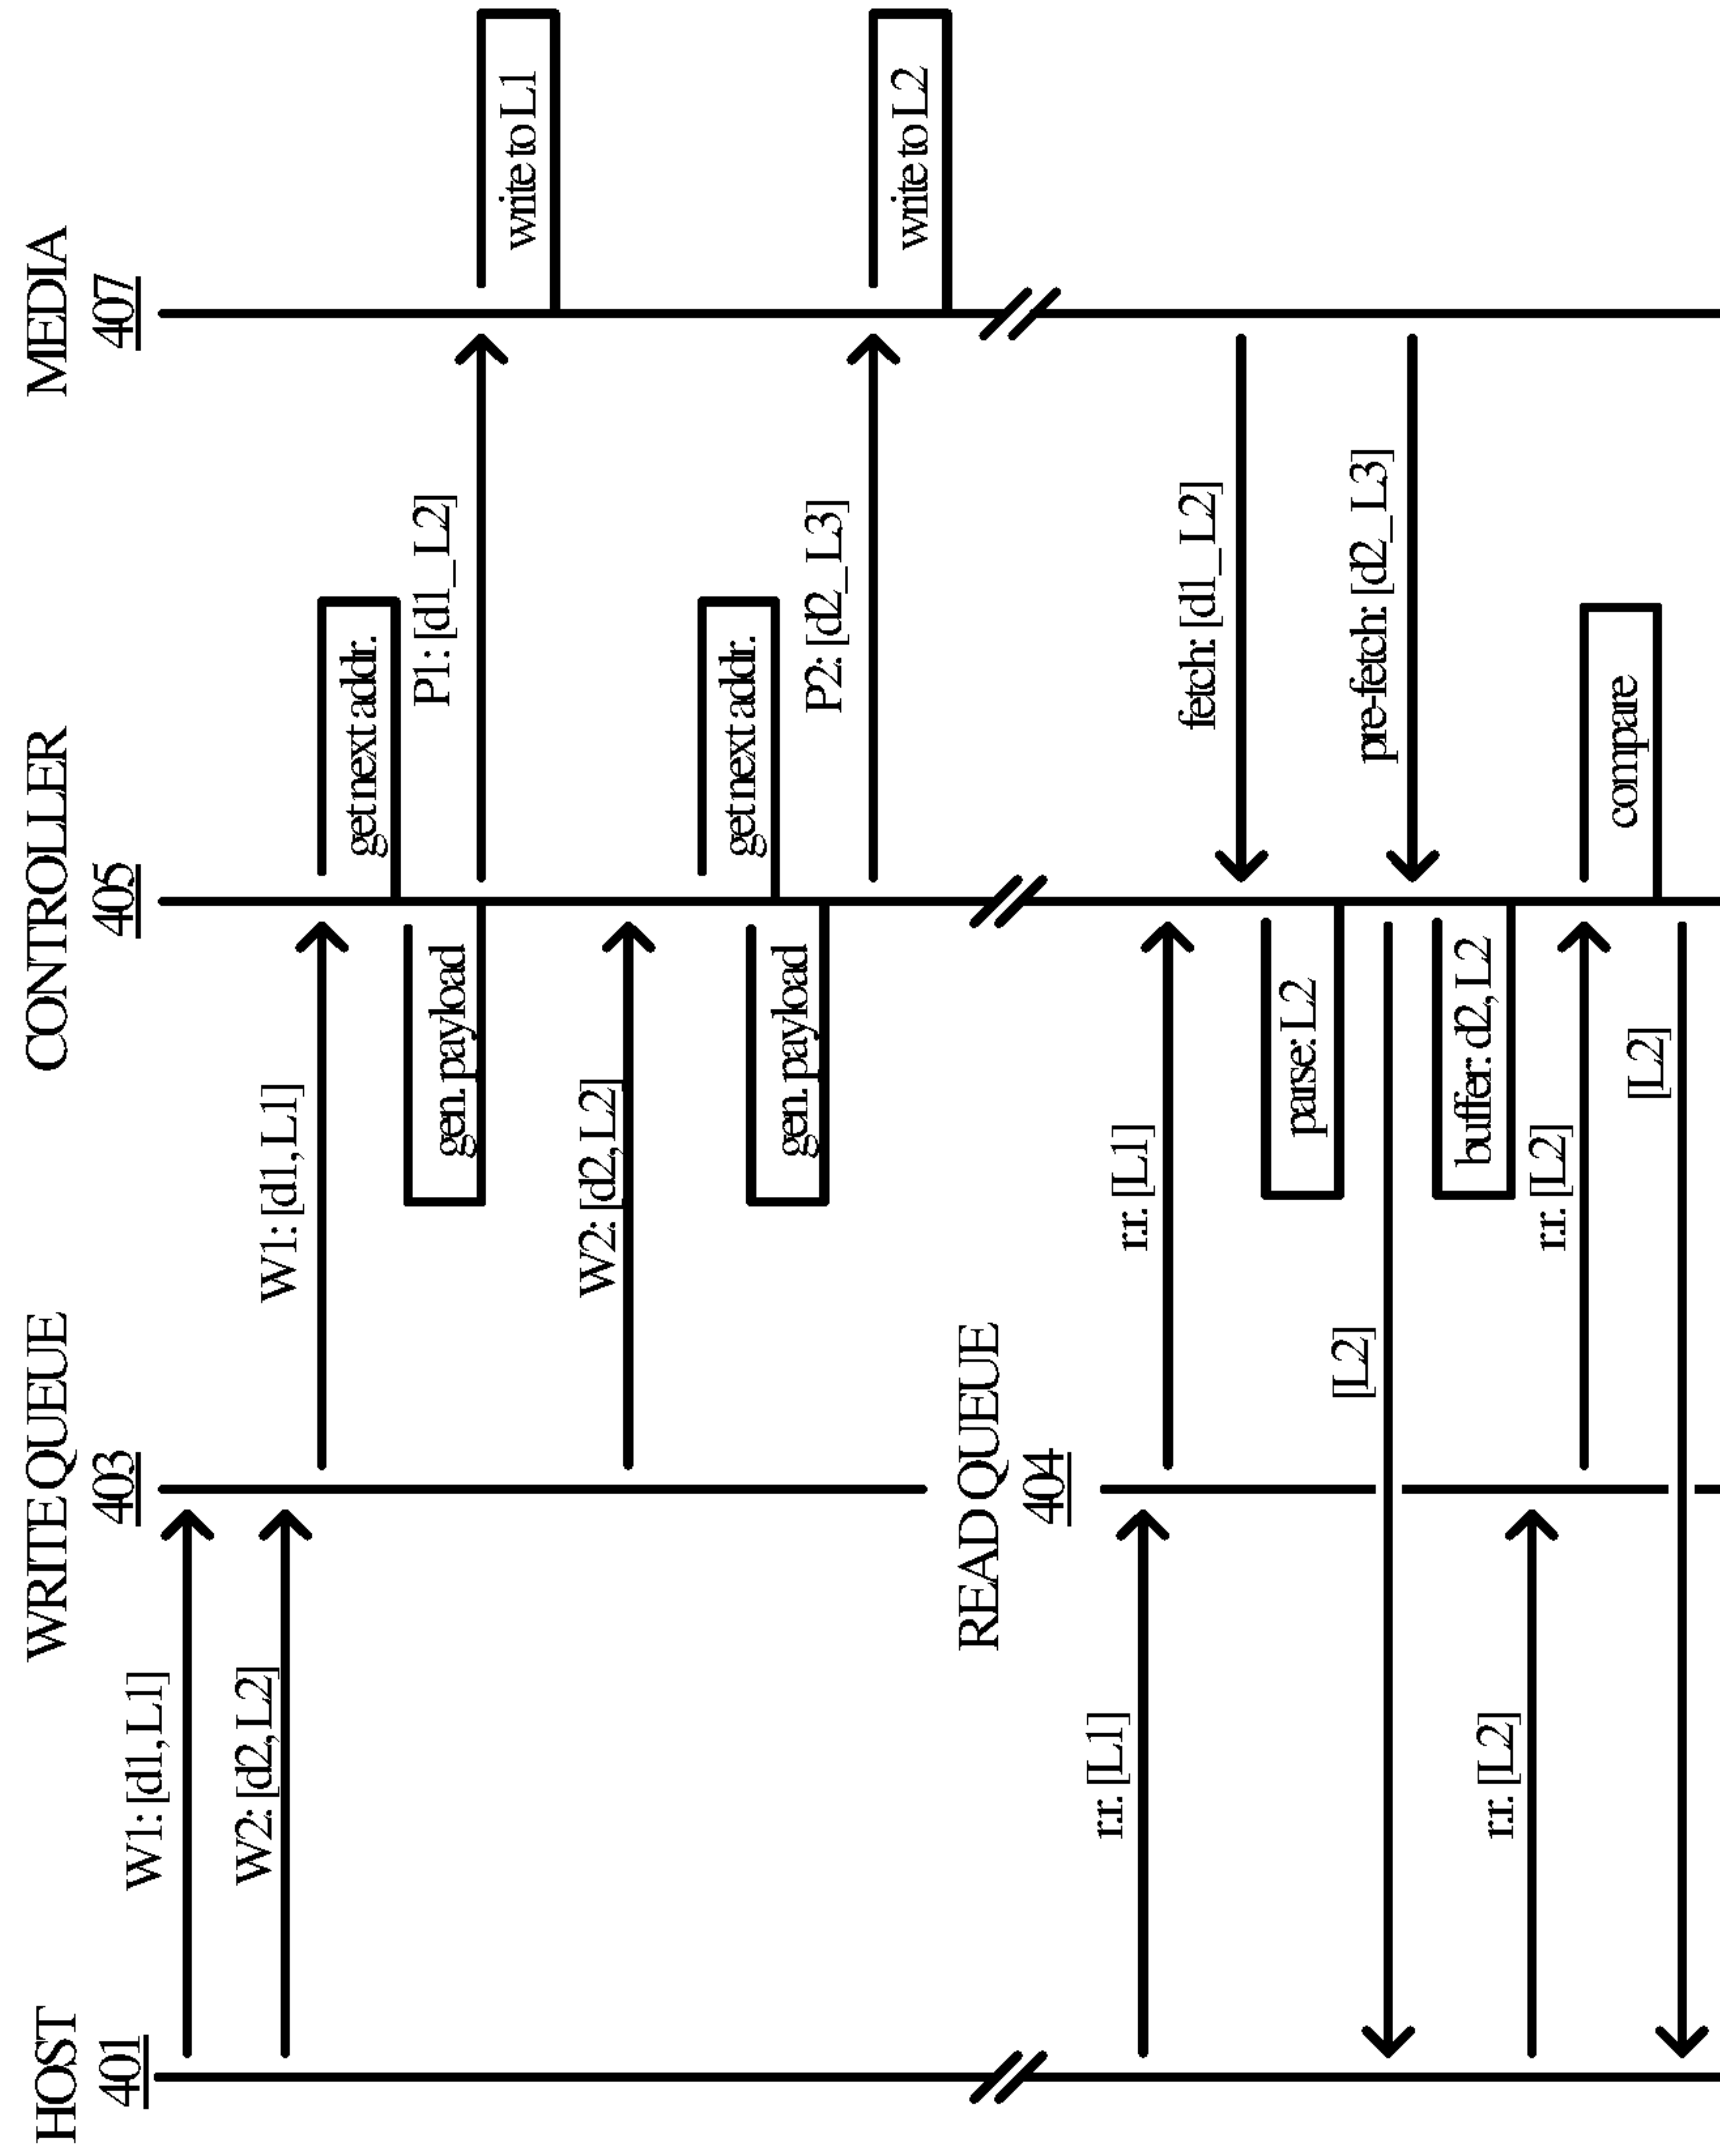 HOST
401
WRITE QUEUE
403
CONTROLLER
405
MEDIA
407
W1: [d1, L1]
W2: [d2, L2]
W1: [d1, L1]
get next addr.
gen. payload
P1: [d1_L2]
write to L1
W2: [d2, L2]
get next addr.
gen. payload
P2: [d2_L3]
write to L2
READ QUEUE
404
r.r.: [L1]
r.r.: [L1]
fetch: [d1_L2]
parse: L2
[L2]
pre-fetch: [d2_L3]
buffer: d2, L2
r.r.: [L2]
r.r.: [L2]
compare
[L2]